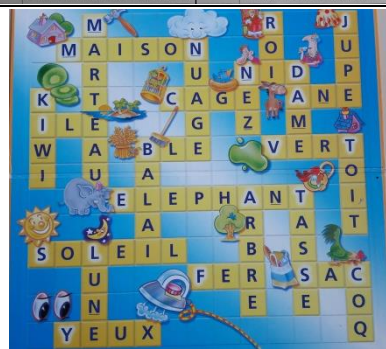 MARTEAU
MAISON
NUAGE
ROI
JUPE
NEZ
DAME
KIWI
CAGE
ANE
ILE
BLE
BALAI
VERT
TOIT
ELEPHANT
ARBRE
TASSE
SOLEIL
LUNE
FER
SAC
COQ
YEUX